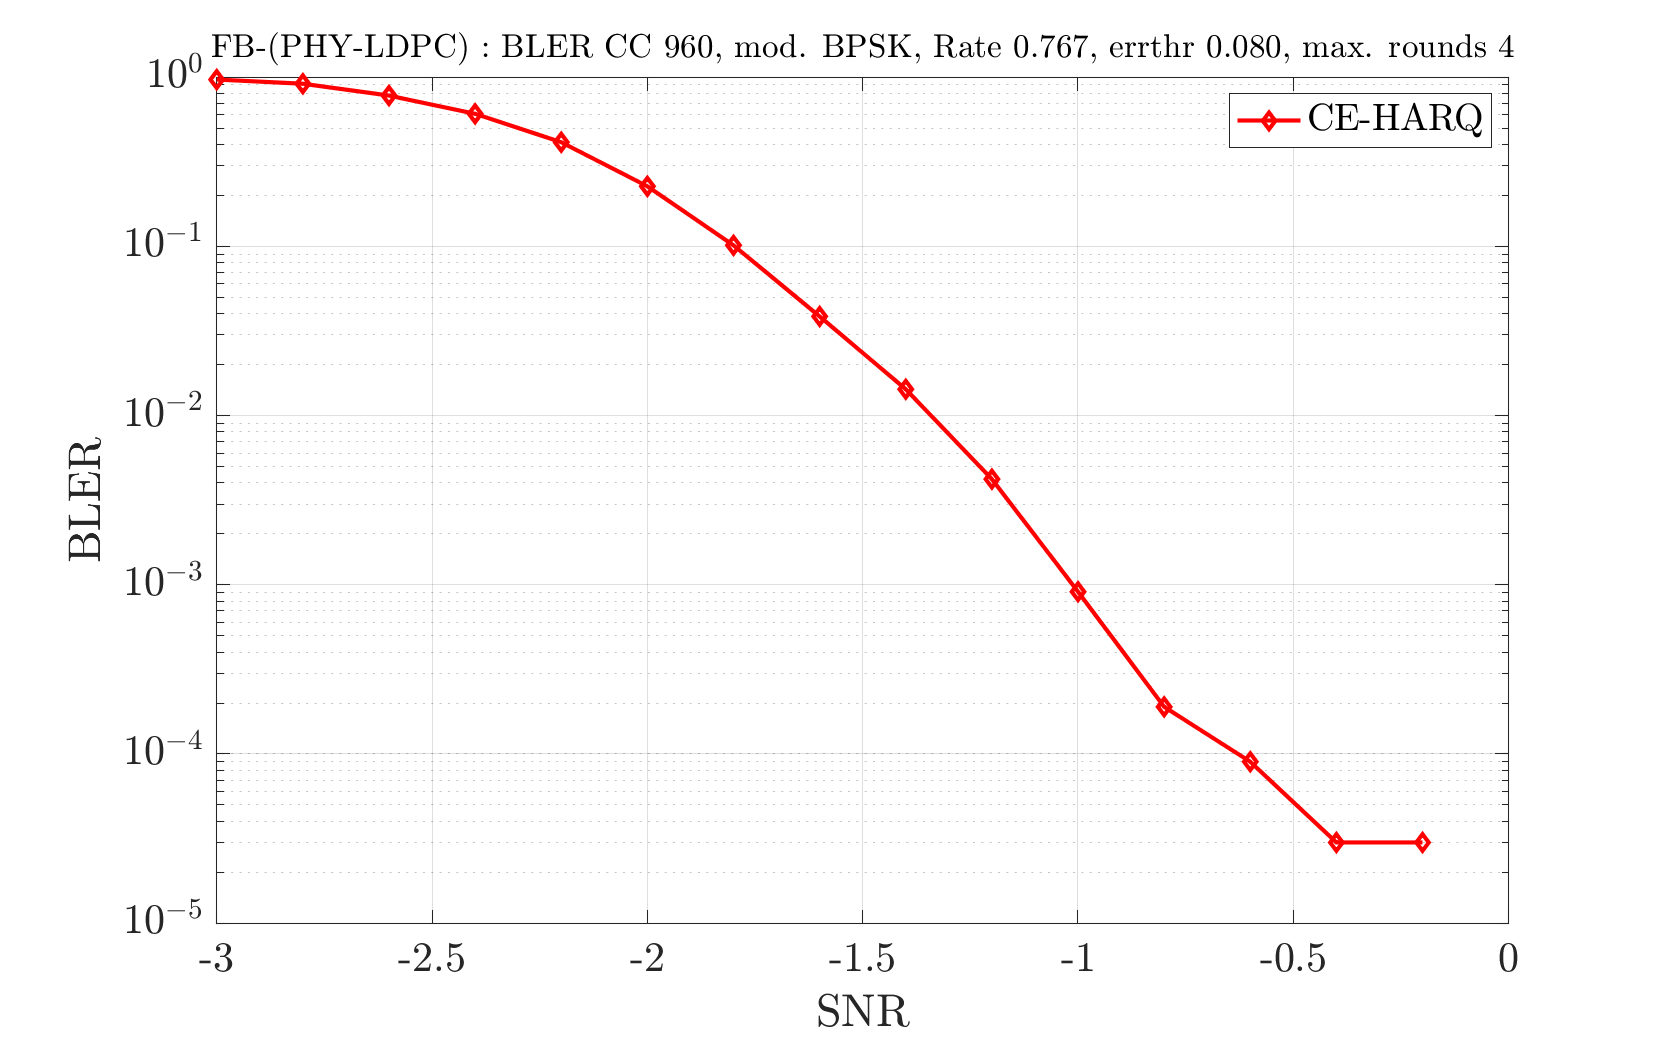 FB-(PHY-LDPC) : BLER CC 960, mod. BPSK, Rate 0.767, errthr 0.080, max. rounds 4
CE-HARQ
10^0
10^{-1}
10^{-2}
10^{-3}
10^{-4}
10^{-5}
BLER
-3 -2.5 -2 -1.5 -1 -0.5 0
SNR